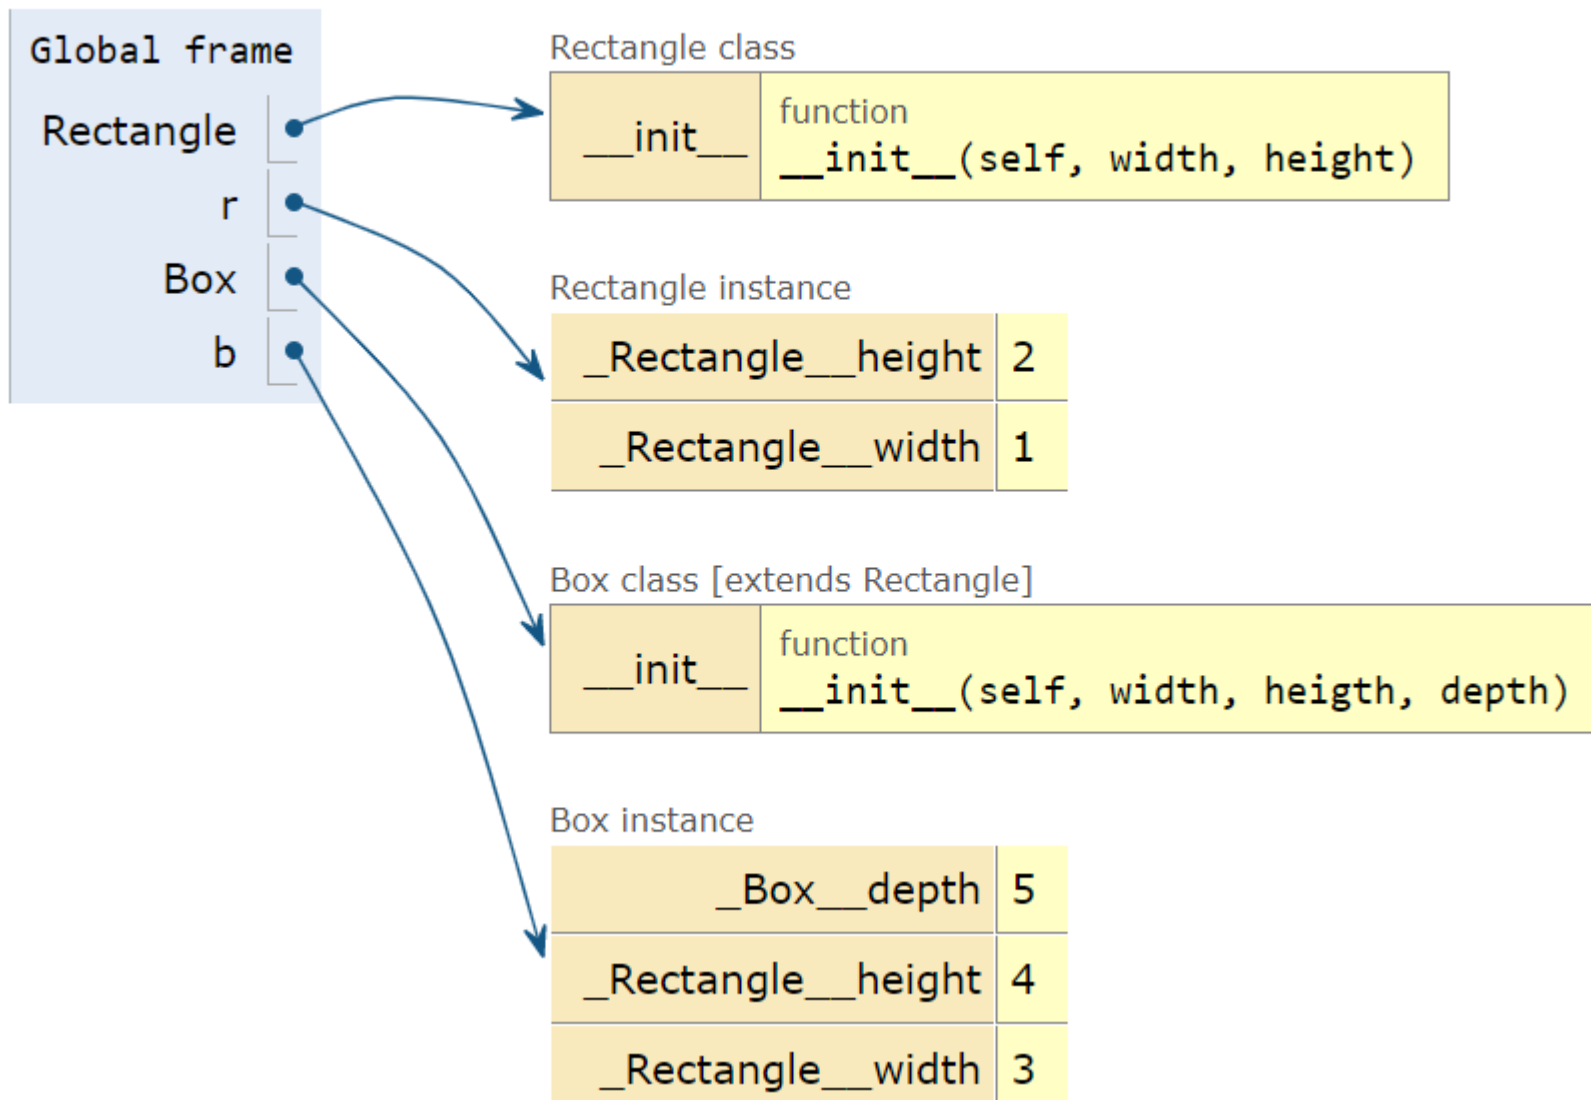 Global frame
Rectangle
r
Box
b
Rectangle class
__init__
function
__init__(self, width, height)
Rectangle instance
_Rectangle__height 2
_Rectangle__width 1
Box class [extends Rectangle]
__init__
function
__init__(self, width, heigth, depth)
Box instance
_Box__depth 5
_Rectangle__height 4
_Rectangle__width 3